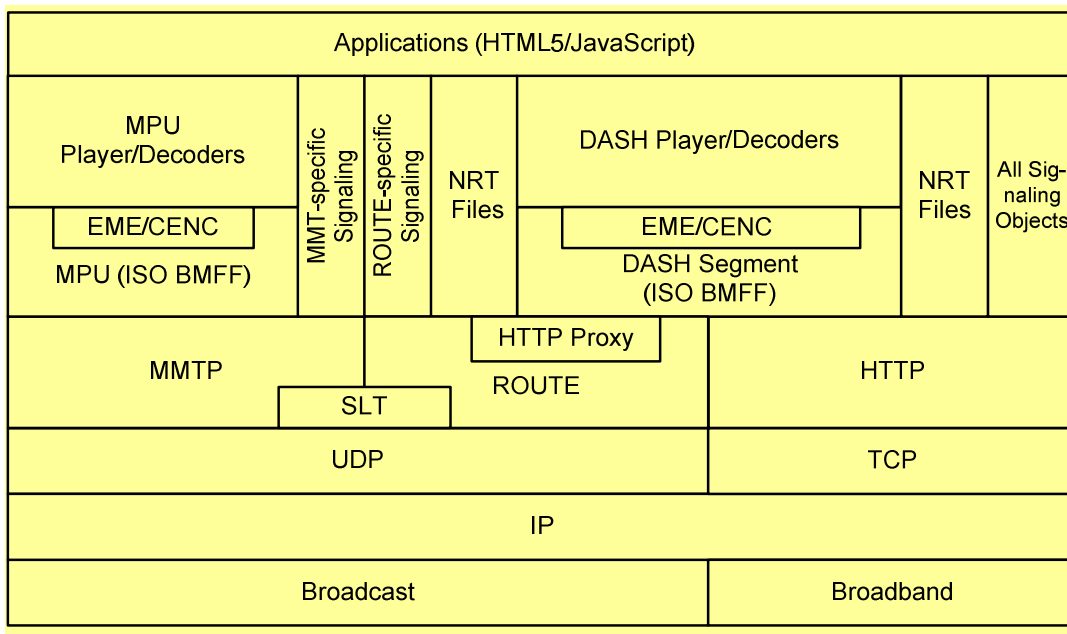 Applications (HTML5/JavaScript)
MPU
Player/Decoders
EME/CENC
MPU (ISO BMFF)
MMT-specific
Signaling
ROUTE-specific
Signaling
NRT
Files
DASH Player/Decoders
EME/CENC
DASH Segment
(ISO BMFF)
NRT
Files
All Sig-
naling
Objects
MMTP
SLT
HTTP Proxy
ROUTE
HTTP
UDP
TCP
IP
Broadcast
Broadband